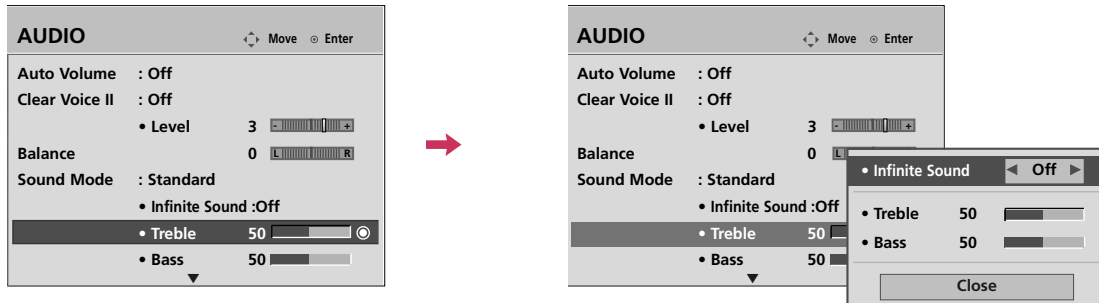 AUDIO Move Enter
Auto Volume : Off
Clear Voice II : Off
• Level 3 - +
Balance 0 L R
Sound Mode : Standard
• Infinite Sound :Off
• Treble 50
• Bass 50
AUDIO Move Enter
Auto Volume : Off
Clear Voice II : Off
• Level 3 - +
Balance 0 L
Sound Mode : Standard
• Infinite Sound :Off
• Treble 50
• Bass 50
• Infinite Sound ◀ Off ▶
• Treble 50
• Bass 50
Close